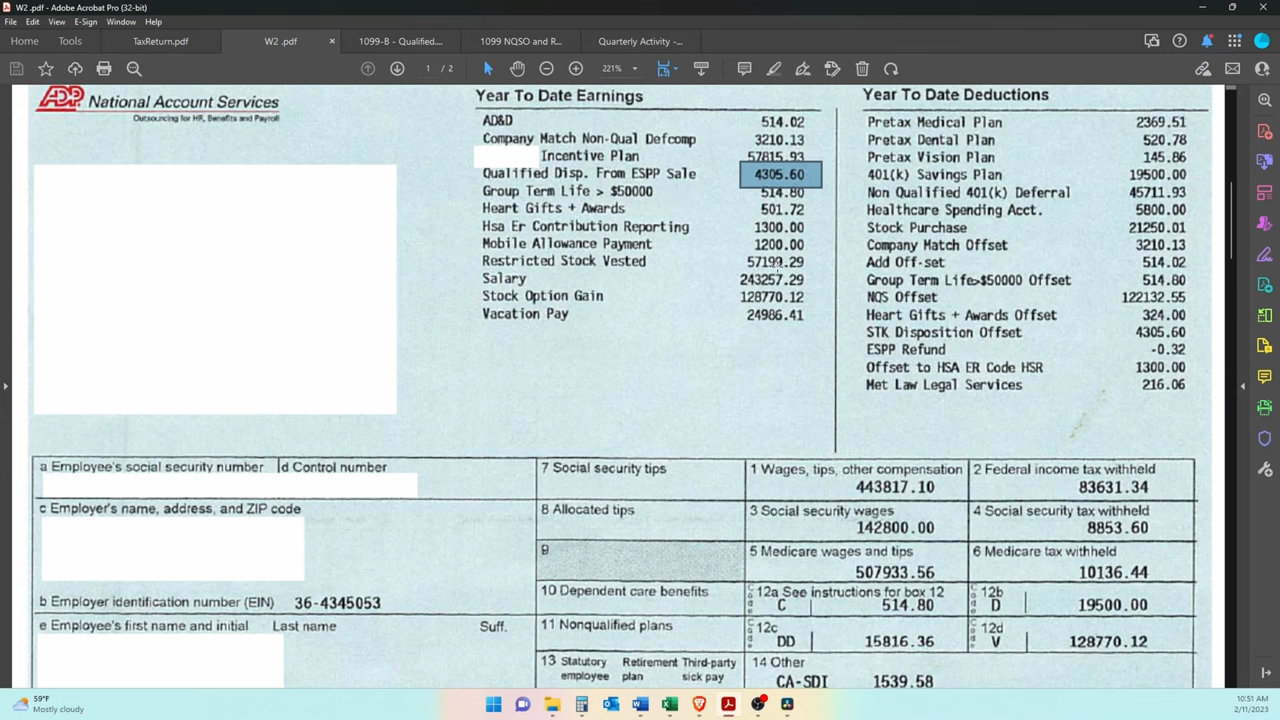 W2 .pdf - Adobe Acrobat Pro (32-bit)
File Edit View E-Sign Window Help
Home Tools TaxReturn.pdf W2 .pdf × 1099-B - Qualified,... 1099 NQSO and R... Quarterly Activity -...
1 / 2 221%
ADP National Account Services
Outsourcing for HR, Benefits and Payroll
Year To Date Earnings
AD&D 514.02
Company Match Non-Qual Defcomp 3210.13
Incentive Plan 57815.93
Qualified Disp. From ESPP Sale 4305.60
Group Term Life > $50000 514.80
Heart Gifts + Awards 501.72
Hsa Er Contribution Reporting 1300.00
Mobile Allowance Payment 1200.00
Restricted Stock Vested 57199.29
Salary 243257.29
Stock Option Gain 128770.12
Vacation Pay 24986.41
Year To Date Deductions
Pretax Medical Plan 2369.51
Pretax Dental Plan 520.78
Pretax Vision Plan 145.86
401(k) Savings Plan 19500.00
Non Qualified 401(k) Deferral 45711.93
Healthcare Spending Acct. 5800.00
Stock Purchase 21250.01
Company Match Offset 3210.13
Add Off-set 514.02
Group Term Life>$50000 Offset 514.80
NQS Offset 122132.55
Heart Gifts + Awards Offset 324.00
STK Disposition Offset 4305.60
ESPP Refund -0.32
Offset to HSA ER Code HSR 1300.00
Met Law Legal Services 216.06
a Employee's social security number d Control number
c Employer's name, address, and ZIP code
b Employer identification number (EIN) 36-4345053
e Employee's first name and initial Last name Suff.
7 Social security tips
1 Wages, tips, other compensation
443817.10
2 Federal income tax withheld
83631.34
8 Allocated tips
3 Social security wages
142800.00
4 Social security tax withheld
8853.60
9
5 Medicare wages and tips
507933.56
6 Medicare tax withheld
10136.44
10 Dependent care benefits
12a See instructions for box 12
Code C 514.80
12b
Code D 19500.00
11 Nonqualified plans
12c
Code DD 15816.36
12d
Code V 128770.12
13 Statutory employee Retirement plan Third-party sick pay
14 Other
CA-SDI 1539.58
59°F
Mostly cloudy
10:51 AM
2/11/2023